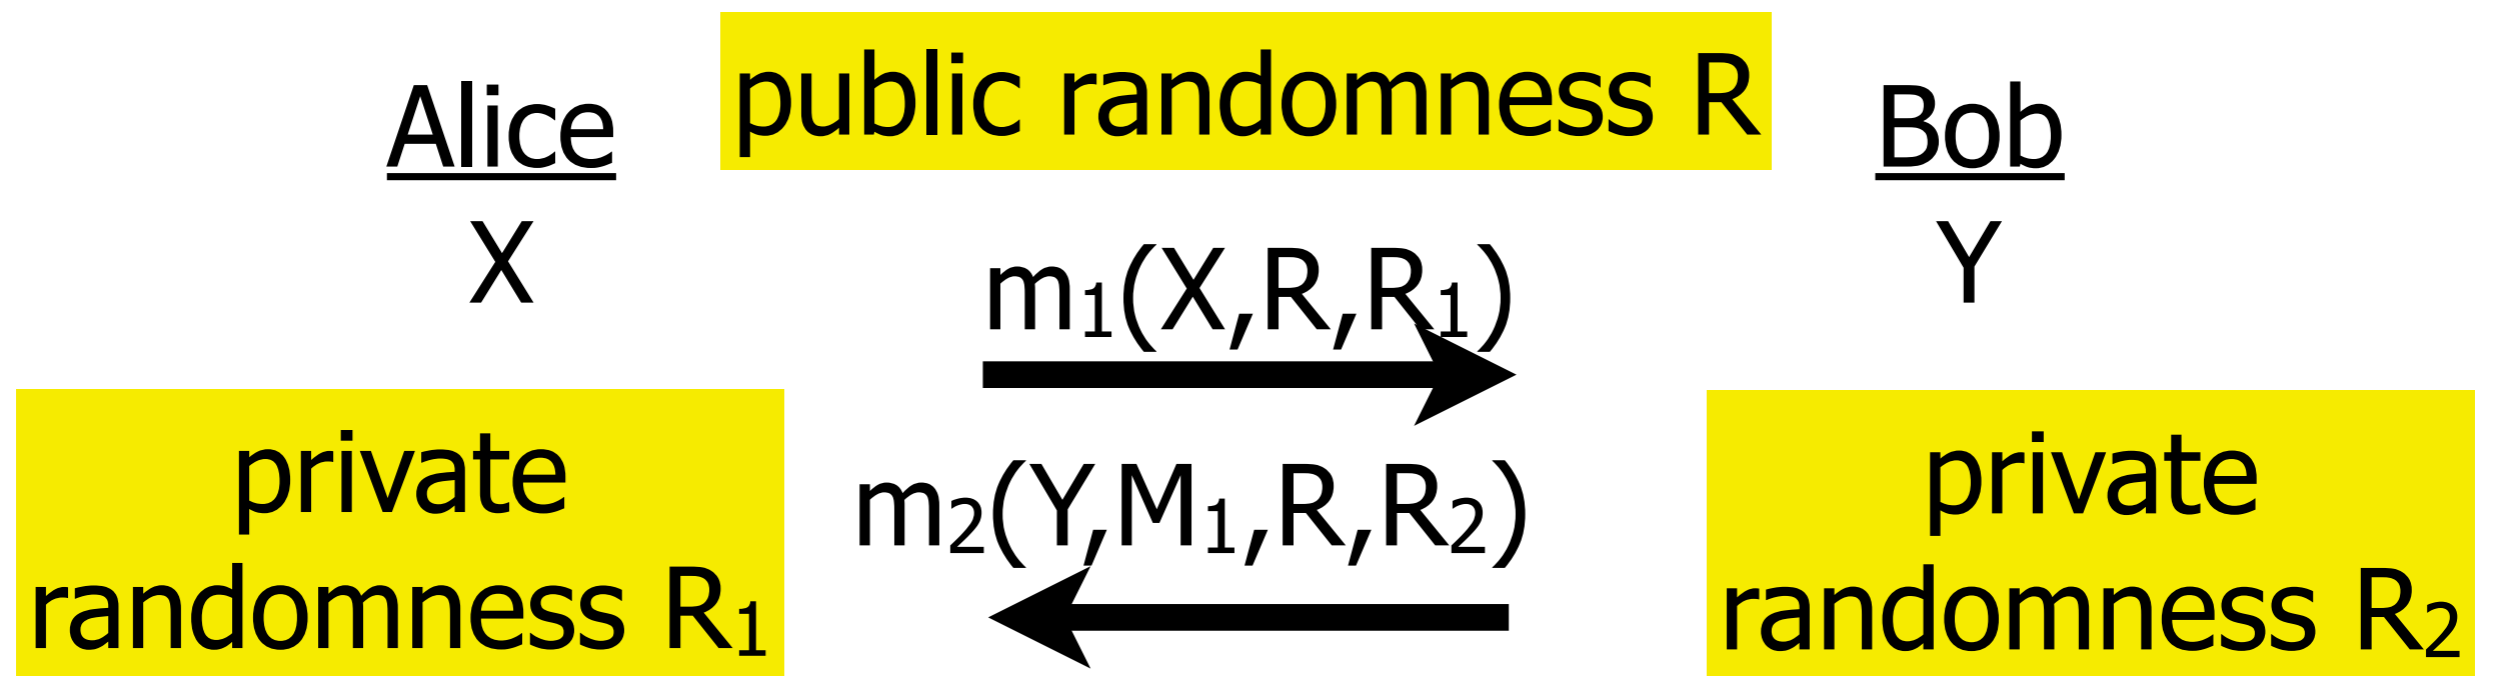 public randomness R
Alice
Bob
X
Y
m₁(X,R,R₁)
m₂(Y,M₁,R,R₂)
private
randomness R₁
private
randomness R₂